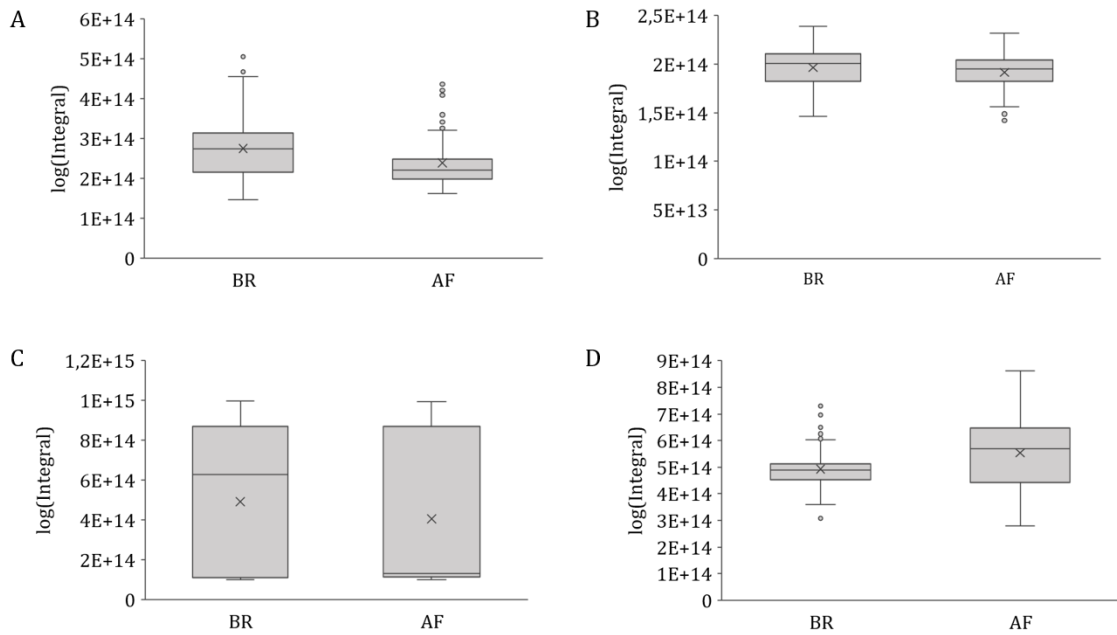 A
log(Integral)
6E+14
5E+14
4E+14
3E+14
2E+14
1E+14
0
BR
AF
B
log(Integral)
2,5E+14
2E+14
1,5E+14
1E+14
5E+13
0
BR
AF
C
log(Integral)
1,2E+15
1E+15
8E+14
6E+14
4E+14
2E+14
0
BR
AF
D
log(Integral)
9E+14
8E+14
7E+14
6E+14
5E+14
4E+14
3E+14
2E+14
1E+14
0
BR
AF